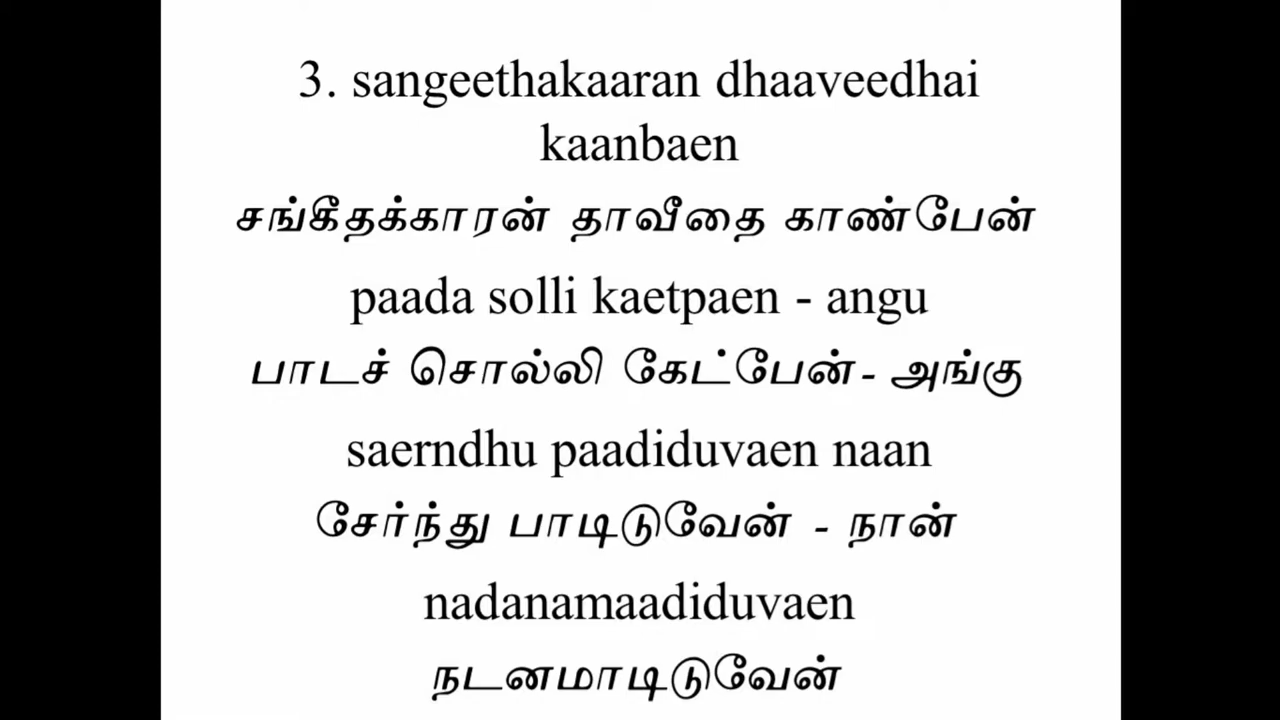 3. sangeethakaaran dhaaveedhai
kaanbaen
சங்கீதக்காரன் தாவீதை காண்பேன்
paada solli kaetpaen - angu
பாடச் சொல்லி கேட்பேன்- அங்கு
saerndhu paadiduvaen naan
சேர்ந்து பாடிடுவேன் - நான்
nadanamaadiduvaen
நடனமாடிடுவேன்